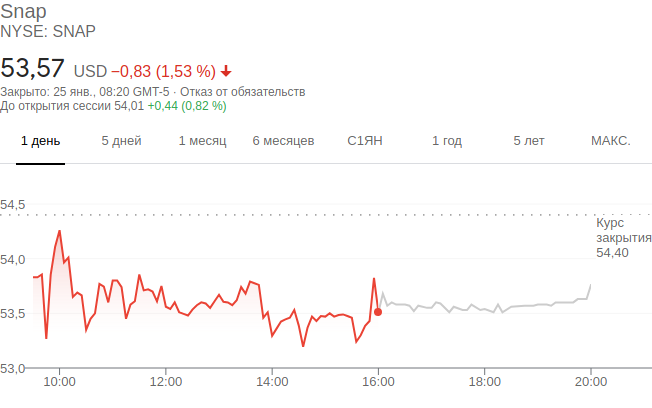 Snap
NYSE: SNAP
53,57 USD −0,83 (1,53 %)
Закрыто: 25 янв., 08:20 GMT-5 · Отказ от обязательств
До открытия сессии 54,01 +0,44 (0,82 %)
1 день 5 дней 1 месяц 6 месяцев С1ЯН 1 год 5 лет МАКС.
54,5
Курс
закрытия
54,40
54,0
53,5
53,0
10:00 12:00 14:00 16:00 18:00 20:00